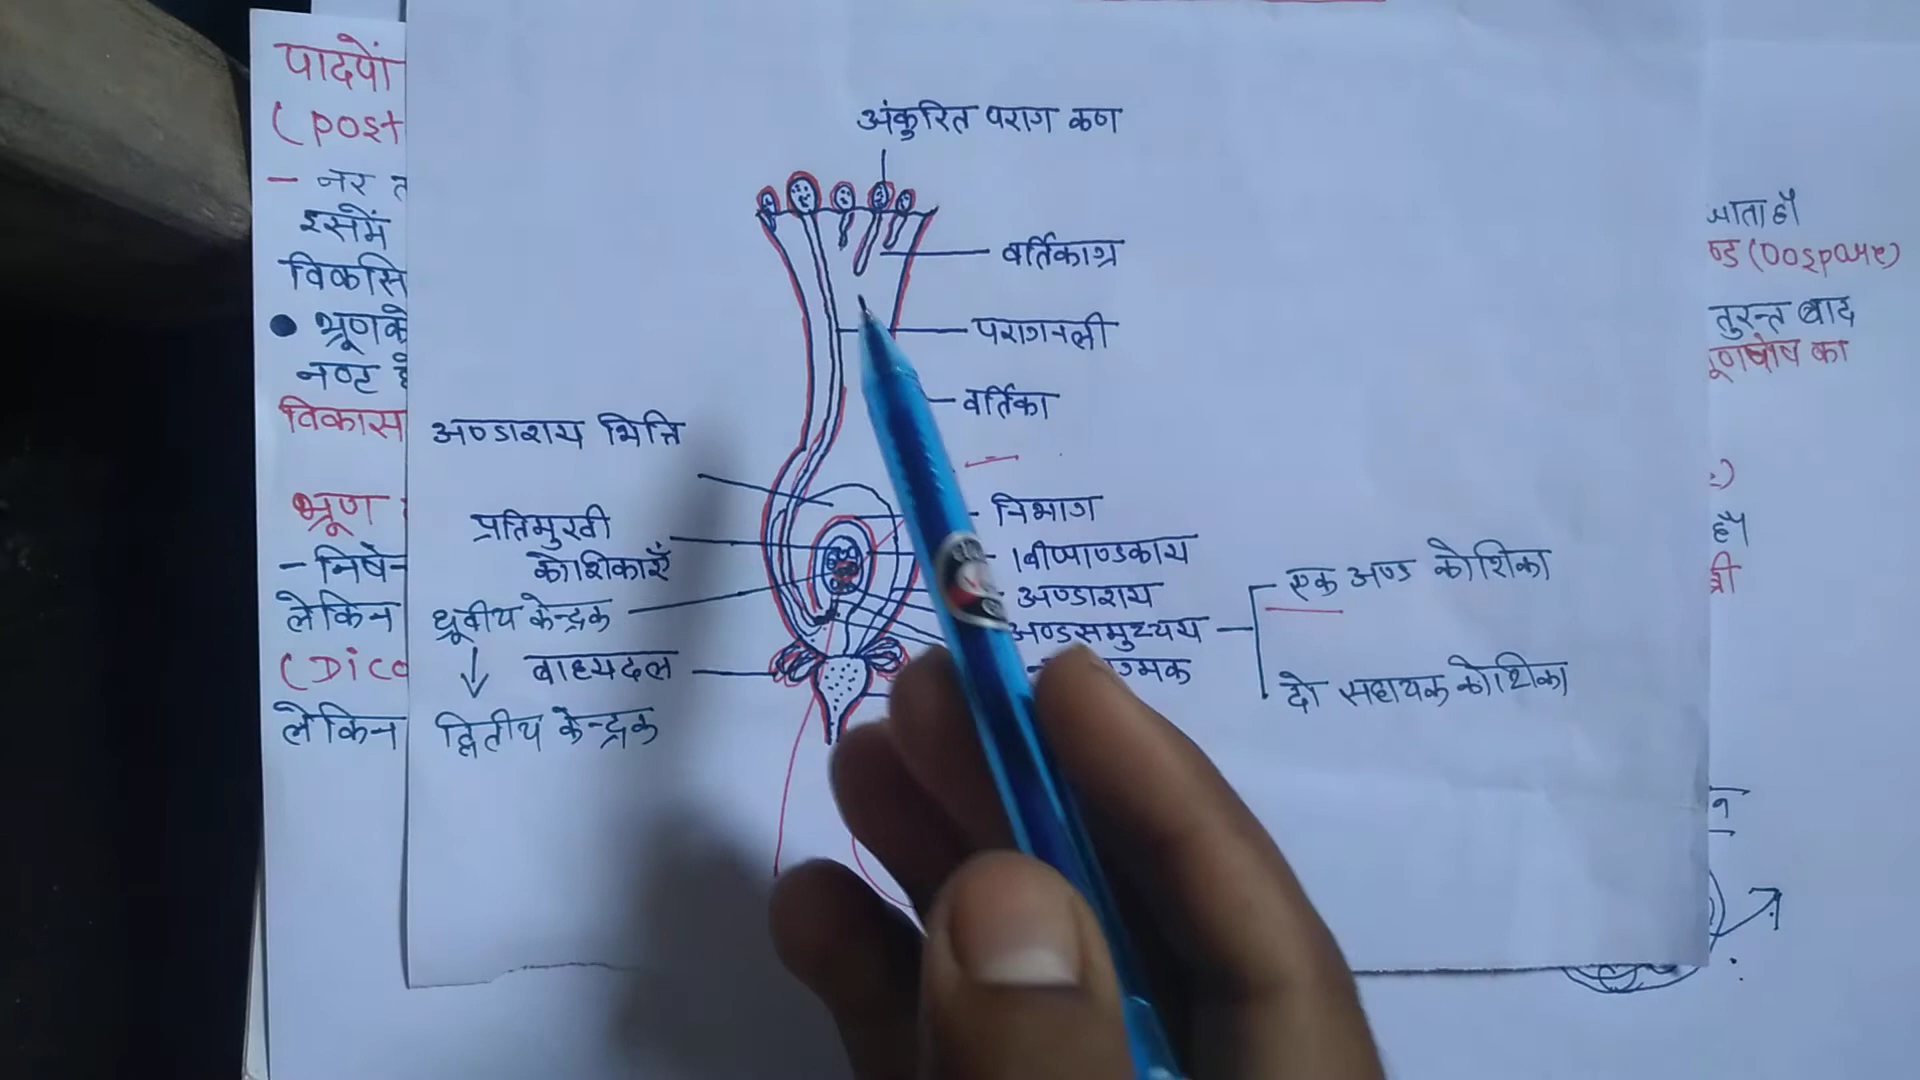 पादपों
(post
अंकुरित पराग कण
- नर
इसमें
विकसि
वर्तिकाग्र
जाता है
(Oospore)
● भ्रूणको
परागनली
तुरन्त बाद
भ्रूणपोष का
नष्ट
वर्तिका
विकास
अण्डाशय भित्ति
भ्रूण
निभाग
प्रतिमुखी
कोशिकाएँ
बीजाण्डकाय
है।
- निषे
एक अण्ड कोशिका
अण्डाशय
लेकिन
ध्रूवीय केन्द्रक
अण्डसमुच्चय
(Dico
बाह्यदल
त्मक
दो सहायक कोशिका
लेकिन
द्वितीय केन्द्रक